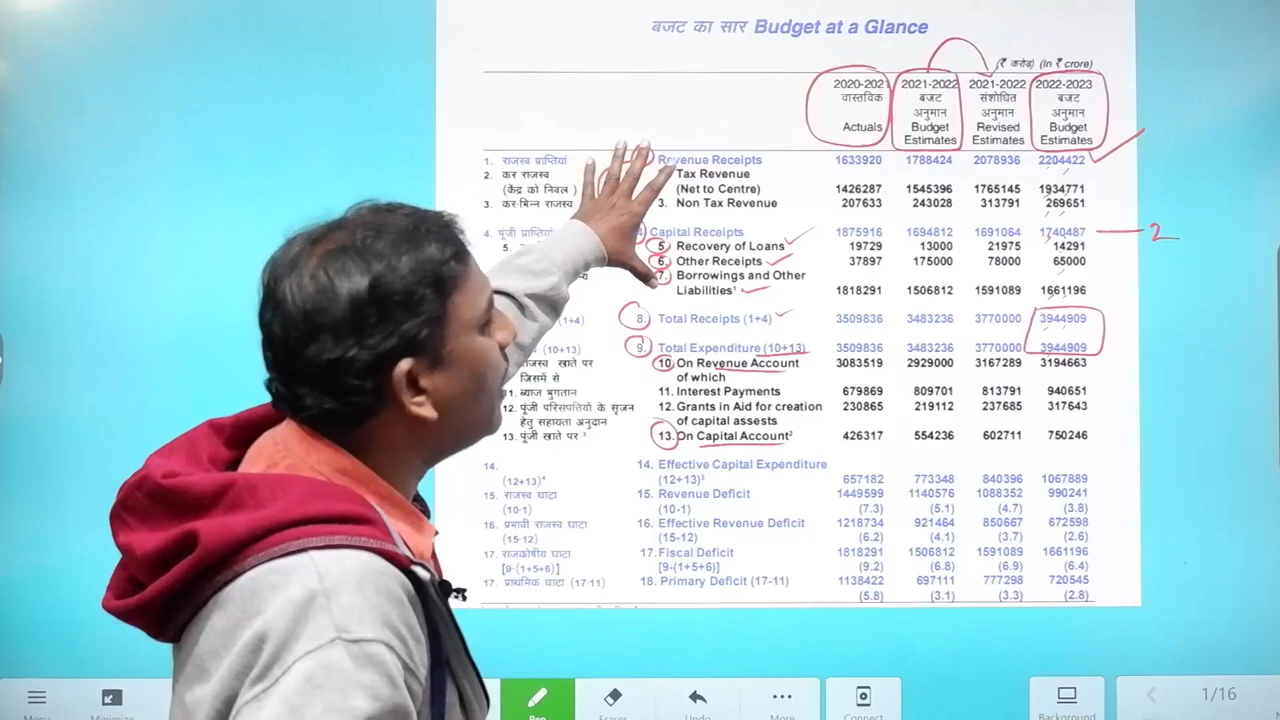 बजट का सार Budget at a Glance
(₹ करोड़) (In ₹ crore)
2020-2021 2021-2022 2021-2022 2022-2023
वास्तविक बजट संशोधित बजट
अनुमान अनुमान अनुमान
Actuals Budget Revised Budget
Estimates Estimates Estimates
1. राजस्व प्राप्तियां Revenue Receipts 1633920 1788424 2078936 2204422
2. कर राजस्व Tax Revenue
(केंद्र को निवल ) (Net to Centre) 1426287 1545396 1765145 1934771
3. कर-भिन्न राजस्व 3. Non Tax Revenue 207633 243028 313791 269651
4. पूंजी Capital Receipts 1875916 1694812 1691064 1740487 2
5. 5. Recovery of Loans 19729 13000 21975 14291
6. Other Receipts 37897 175000 78000 65000
7. Borrowings and Other
Liabilities¹ 1818291 1506812 1591089 1661196
(1+4) 8. Total Receipts (1+4) 3509836 3483236 3770000 3944909
(10+13) 9. Total Expenditure (10+13) 3509836 3483236 3770000 3944909
राजस्व खाते पर 10. On Revenue Account 3083519 2929000 3167289 3194663
जिसमें से of which
11. ब्याज भुगतान 11. Interest Payments 679869 809701 813791 940651
12. पूंजी परिसंपत्तियों के सृजन 12. Grants in Aid for creation 230865 219112 237685 317643
हेतु सहायता अनुदान of capital assests
13. पूंजी खाते पर 13. On Capital Account² 426317 554236 602711 750246
14. 14. Effective Capital Expenditure
(12+13) (12+13)³ 657182 773348 840396 1067889
15. राजस्व घाटा 15. Revenue Deficit 1449599 1140576 1088352 990241
(10-1) (10-1) (7.3) (5.1) (4.7) (3.8)
16. प्रभावी राजस्व घाटा 16. Effective Revenue Deficit 1218734 921464 850667 672598
(15-12) (15-12) (6.2) (4.1) (3.7) (2.6)
17. राजकोषीय घाटा 17. Fiscal Deficit 1818291 1506812 1591089 1661196
[9-(1+5+6)] [9-(1+5+6)] (9.2) (6.8) (6.9) (6.4)
17. प्राथमिक घाटा (17-11) 18. Primary Deficit (17-11) 1138422 697111 777298 720545
(5.8) (3.1) (3.3) (2.8)
Menu Minimize Pen Eraser Undo More Connect Background 1/16